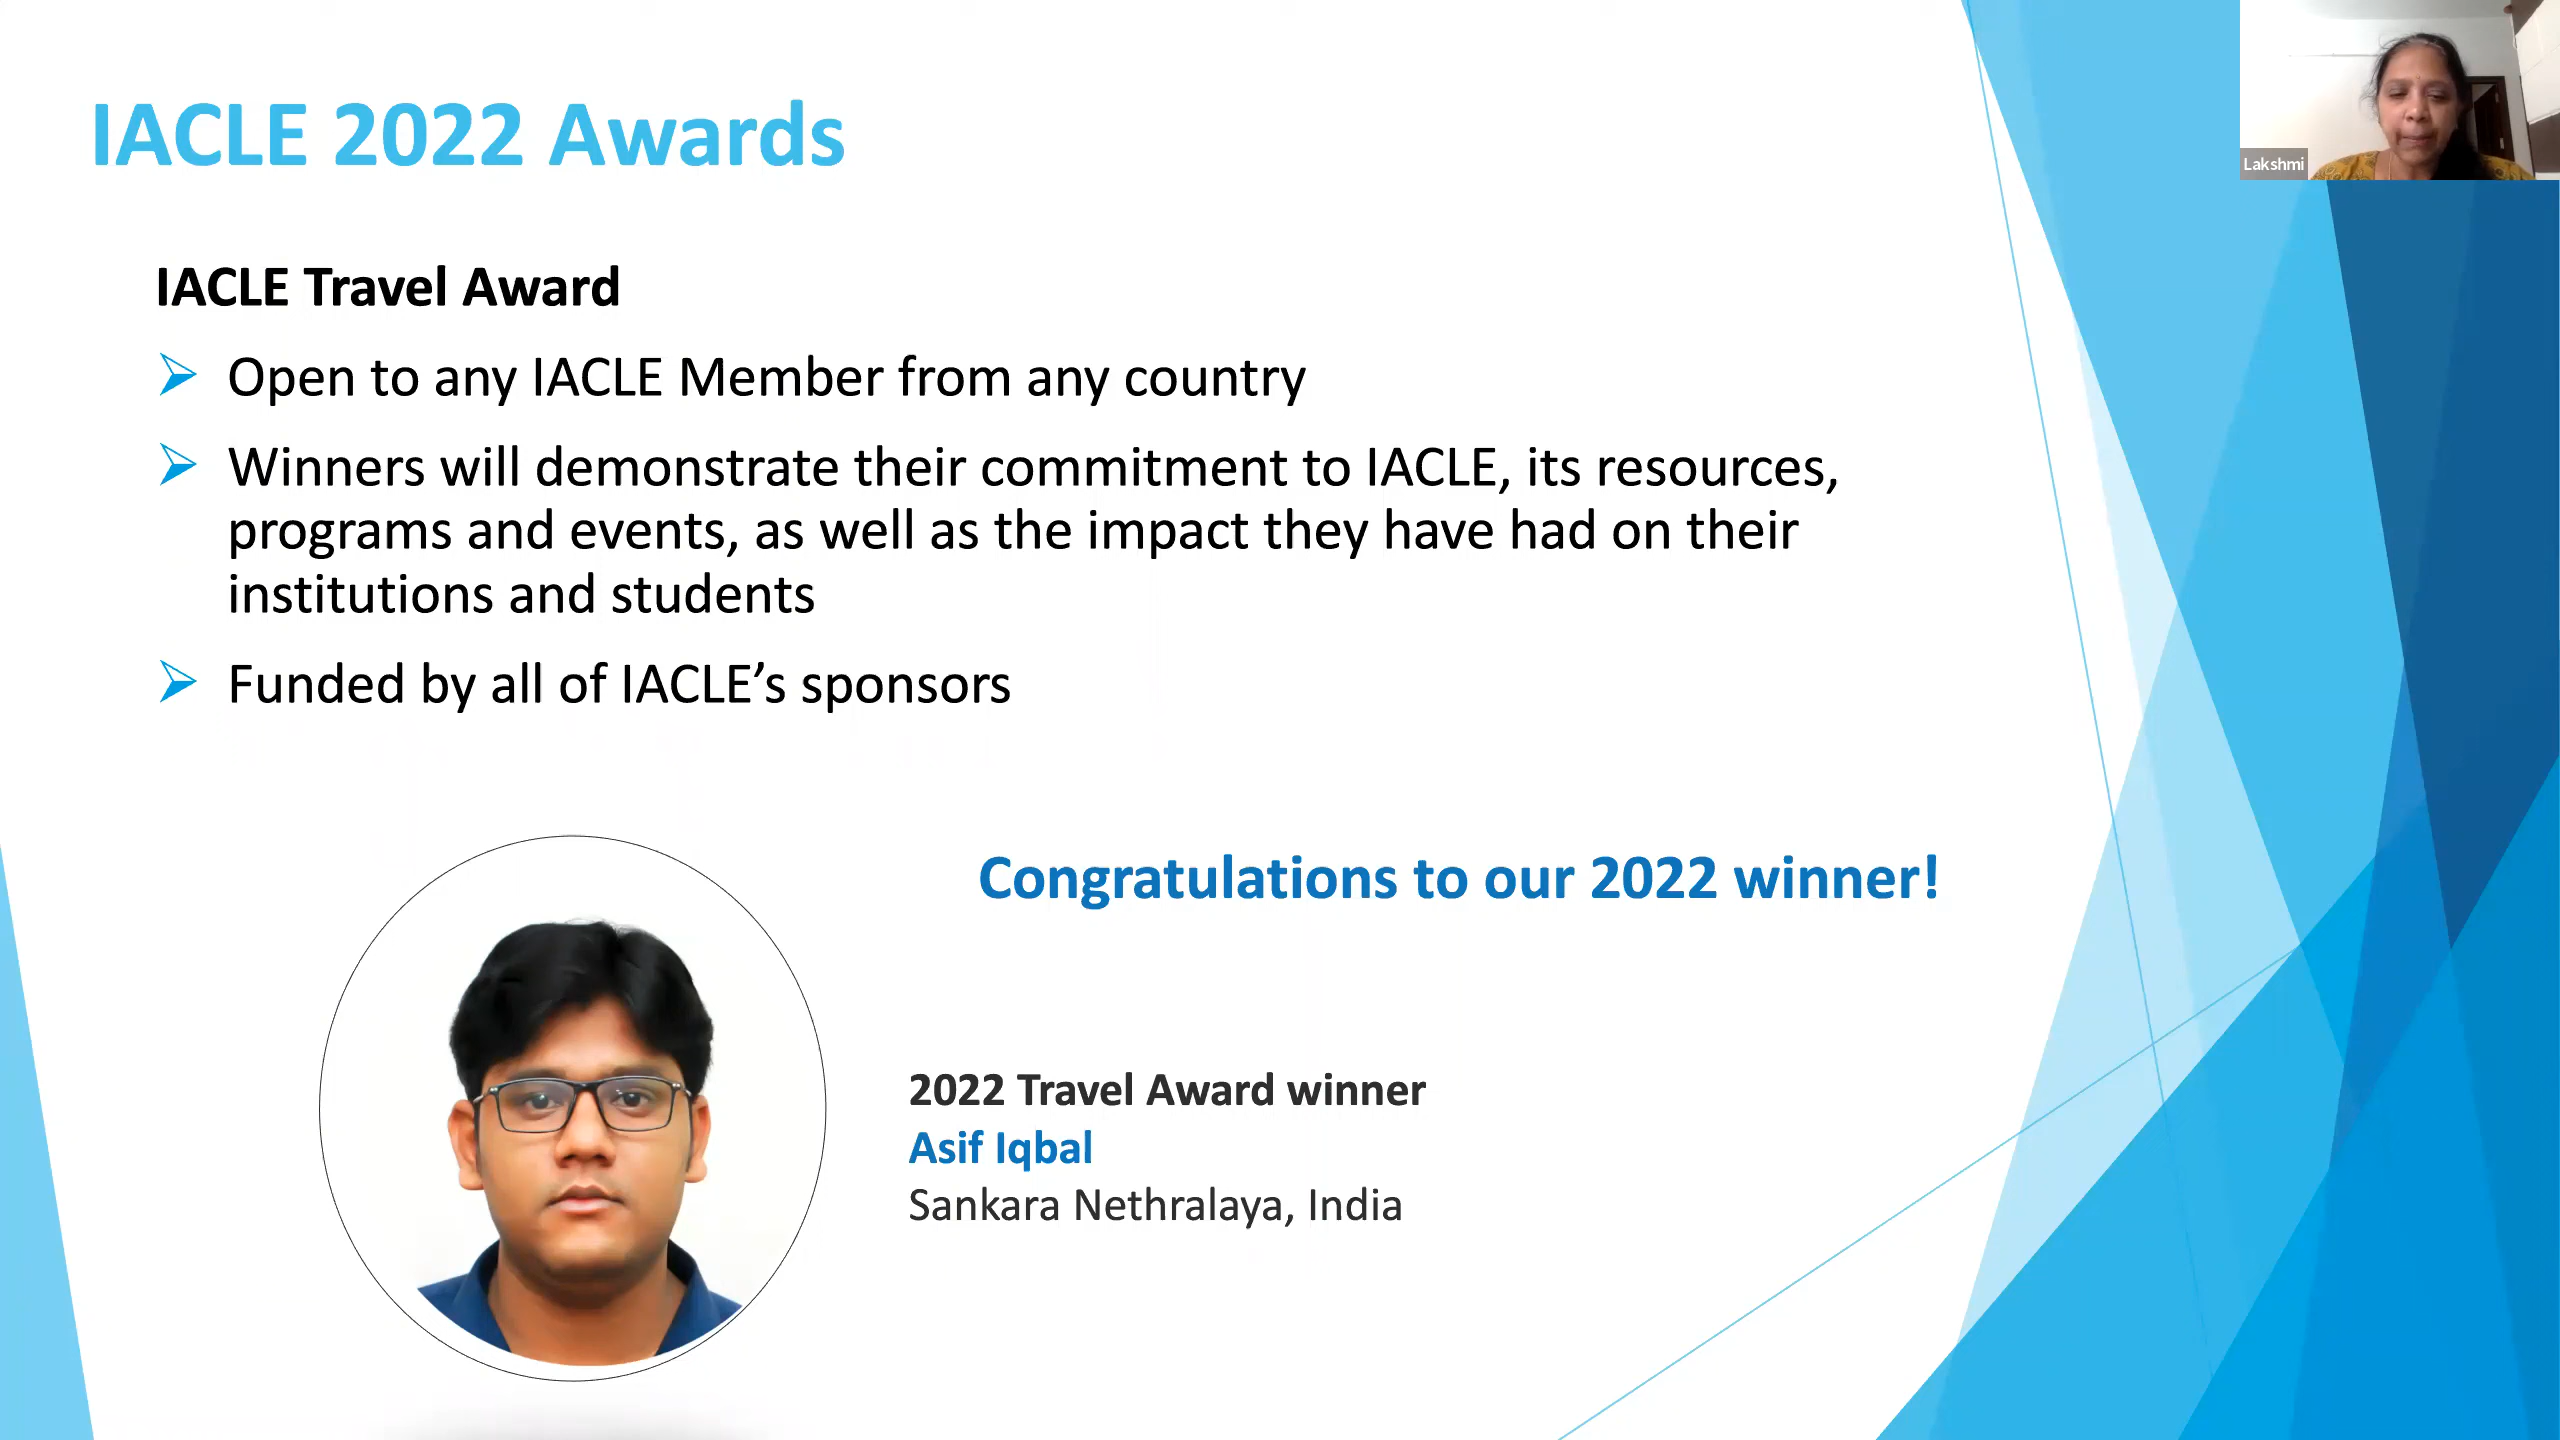 IACLE 2022 Awards
Lakshmi
IACLE Travel Award
Open to any IACLE Member from any country
Winners will demonstrate their commitment to IACLE, its resources,
programs and events, as well as the impact they have had on their
institutions and students
Funded by all of IACLE’s sponsors
Congratulations to our 2022 winner!
2022 Travel Award winner
Asif Iqbal
Sankara Nethralaya, India